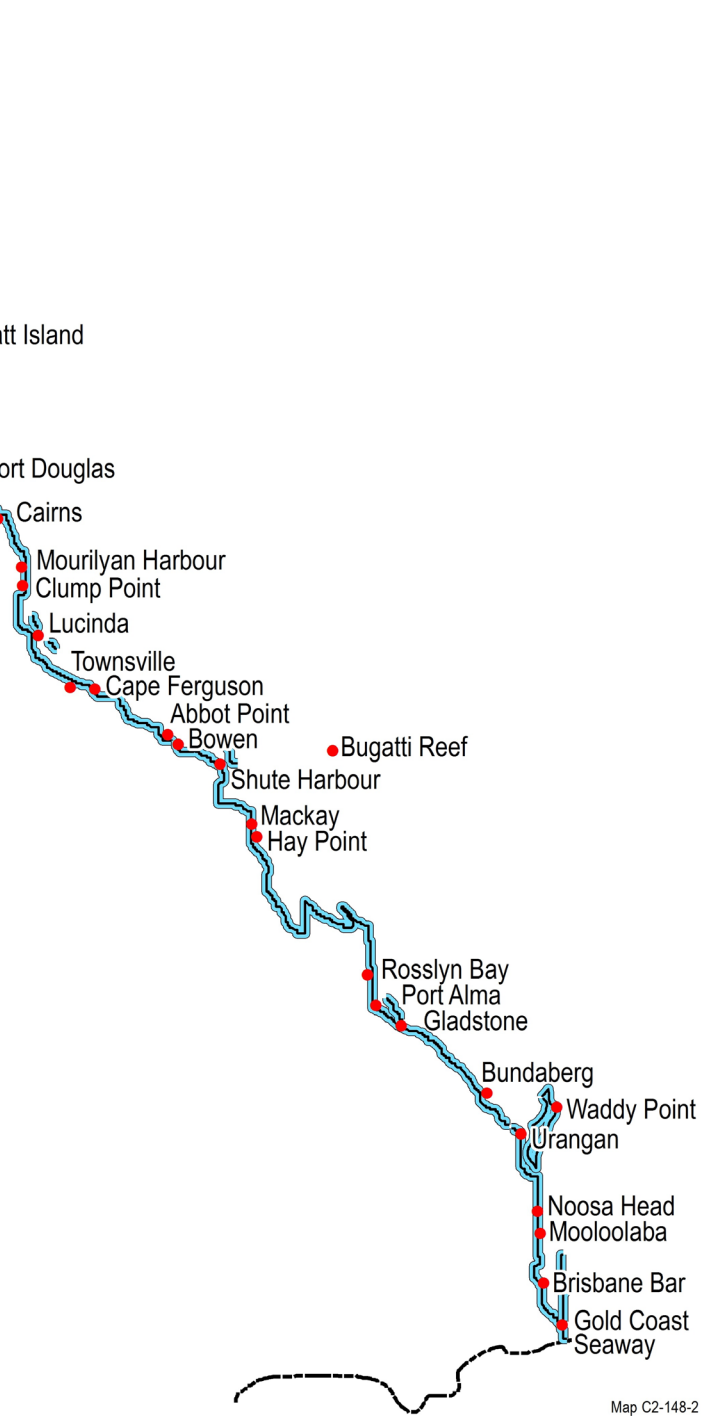 tt Island
ort Douglas
Cairns
Mourilyan Harbour
Clump Point
Lucinda
Townsville
Cape Ferguson
Abbot Point
Bowen
Bugatti Reef
Shute Harbour
Mackay
Hay Point
Rosslyn Bay
Port Alma
Gladstone
Bundaberg
Waddy Point
Urangan
Noosa Head
Mooloolaba
Brisbane Bar
Gold Coast
Seaway
Map C2-148-2